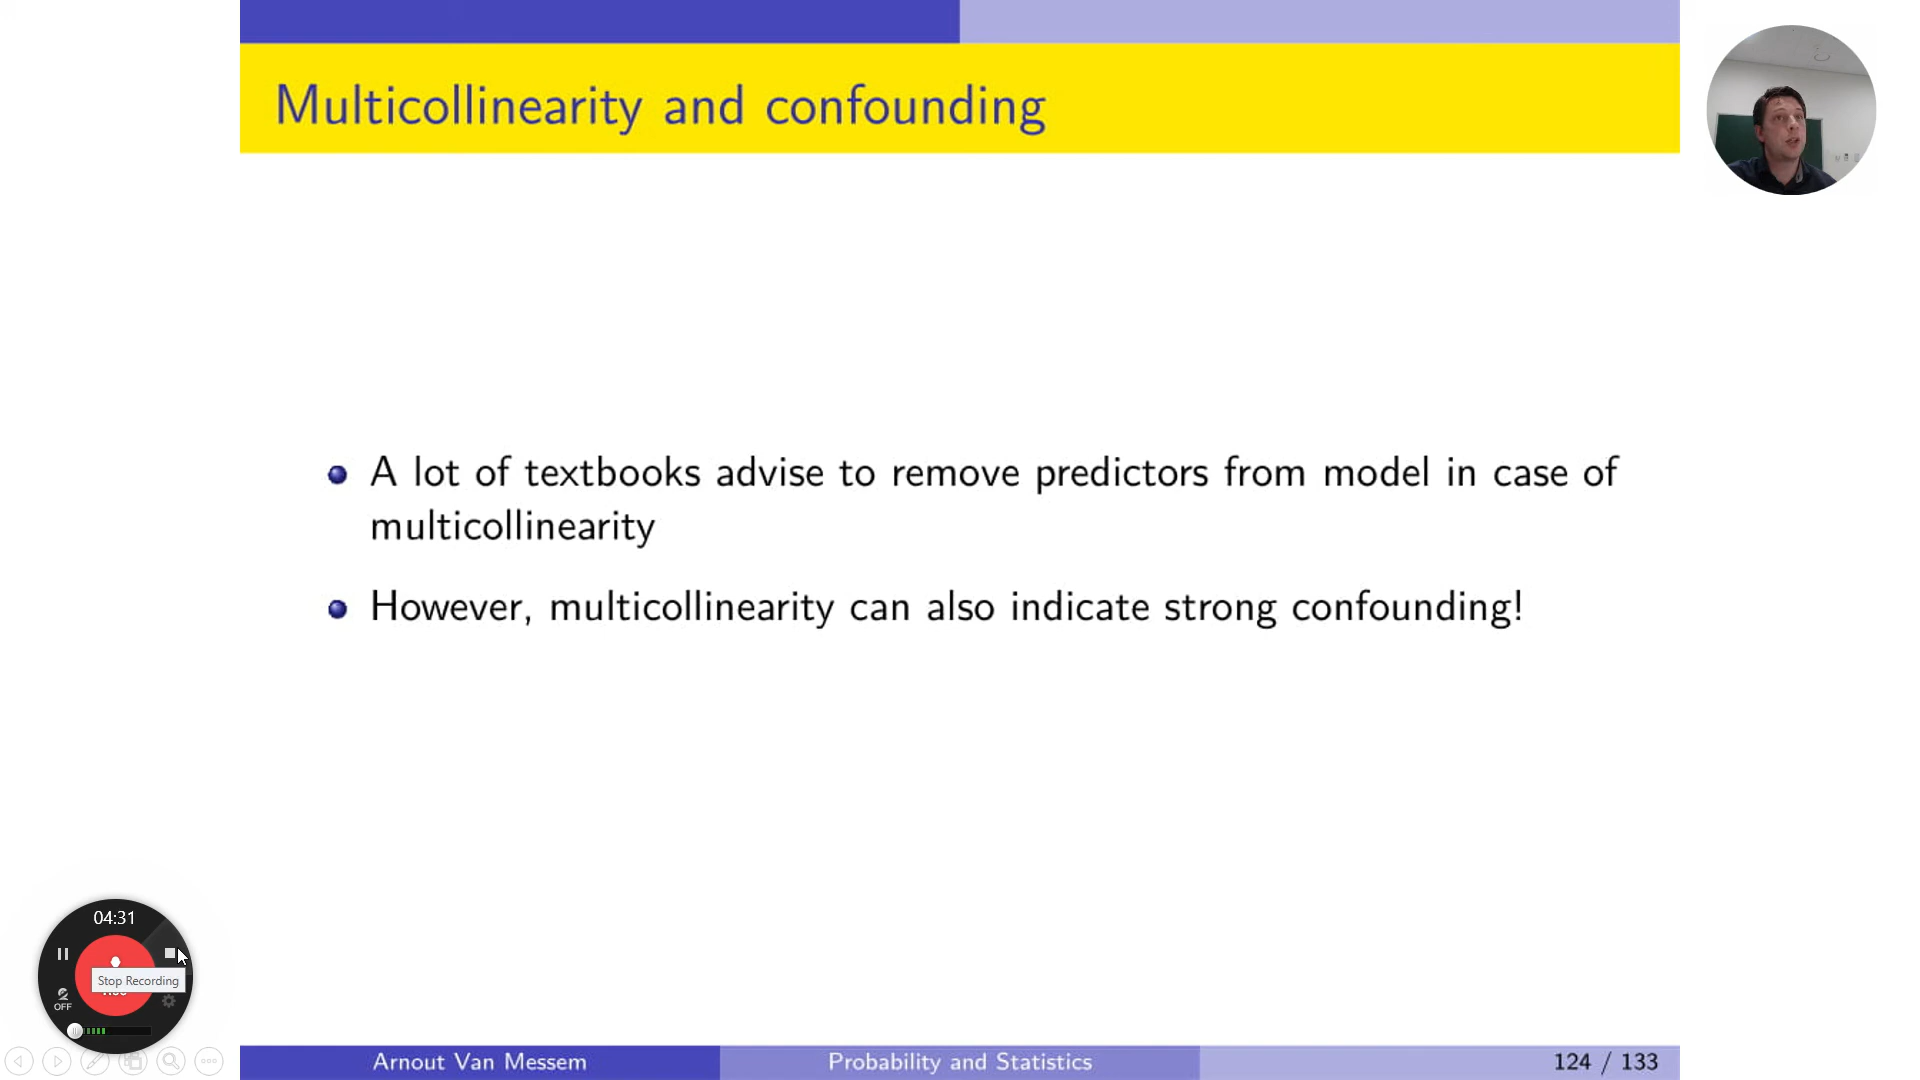 Multicollinearity and confounding
A lot of textbooks advise to remove predictors from model in case of
multicollinearity
However, multicollinearity can also indicate strong confounding!
04:31
Stop Recording
OFF
Arnout Van Messem
Probability and Statistics
124 / 133